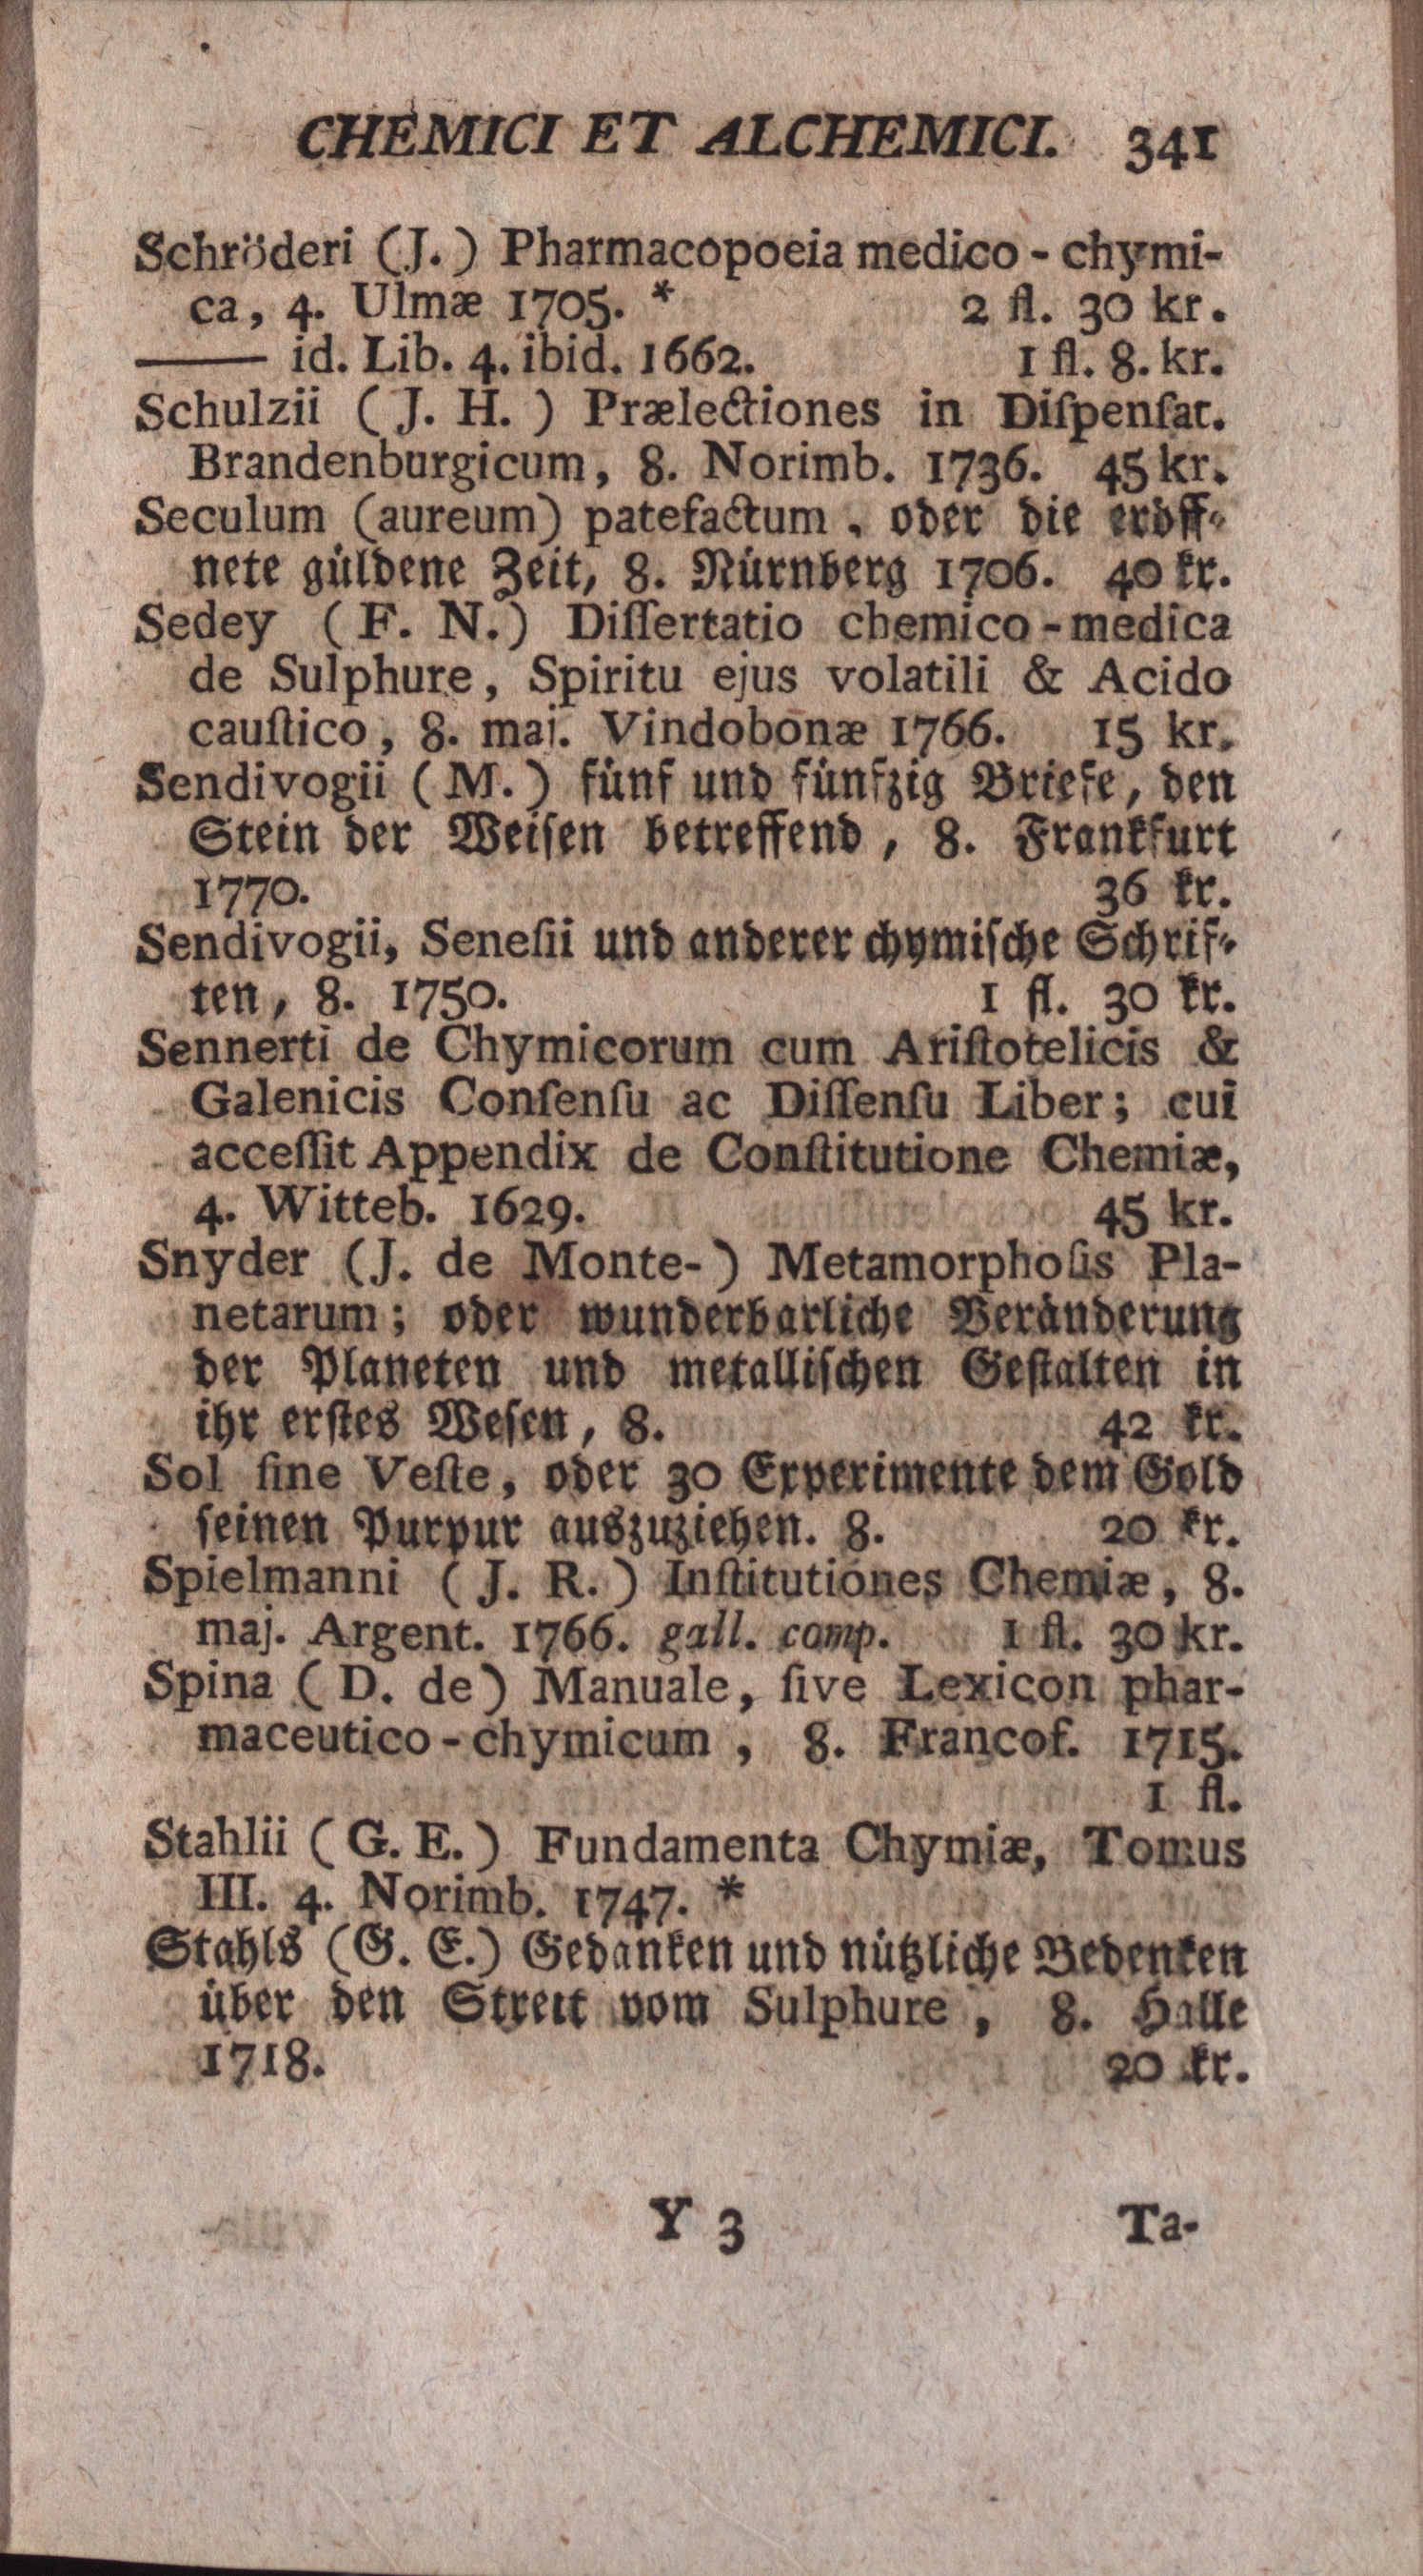 CHEMICI ET ALCHEMICI. 341
Schröderi (J.) Pharmacopoeia medico - chymi-
ca, 4. Ulmæ 1705. * 2 fl. 30 kr.
——— id. Lib. 4. ibid. 1662. 1 fl. 8. kr.
Schulzii (J. H.) Prælectiones in Diſpenſat.
Brandenburgicum, 8. Norimb. 1736. 45 kr.
Seculum (aureum) patefactum, oder die eröff-
nete güldene Zeit, 8. Nürnberg 1706. 40 kr.
Sedey (F. N.) Diſſertatio chemico - medica
de Sulphure, Spiritu ejus volatili & Acido
cauſtico, 8. maj. Vindobonæ 1766. 15 kr.
Sendivogii (M.) fünf und fünfzig Briefe, den
Stein der Weiſen betreffend, 8. Frankfurt
1770. 36 kr.
Sendivogii, Seneſii und anderer chymiſche Schrif-
ten, 8. 1750. 1 fl. 30 kr.
Sennerti de Chymicorum cum Ariſtotelicis &
Galenicis Conſenſu ac Diſſenſu Liber; cui
acceſſit Appendix de Conſtitutione Chemiæ,
4. Witteb. 1629. 45 kr.
Snyder (J. de Monte-) Metamorphoſis Pla-
netarum; oder wunderbarliche Veränderung
der Planeten und metalliſchen Geſtalten in
ihr erſtes Weſen, 8. 42 kr.
Sol ſine Veſte, oder 30 Experimente dem Gold
ſeinen Purpur auszuziehen. 8. 20 kr.
Spielmanni (J. R.) Inſtitutiones Chemiæ, 8.
maj. Argent. 1766. gall. comp. 1 fl. 30 kr.
Spina (D. de) Manuale, ſive Lexicon phar-
maceutico - chymicum, 8. Francof. 1715.
1 fl.
Stahlii (G. E.) Fundamenta Chymiæ, Tomus
III. 4. Norimb. 1747. *
Stahls (G. E.) Gedanken und nützliche Bedenken
über den Streit vom Sulphure, 8. Halle
1718. 20 kr.
Y 3 Ta-